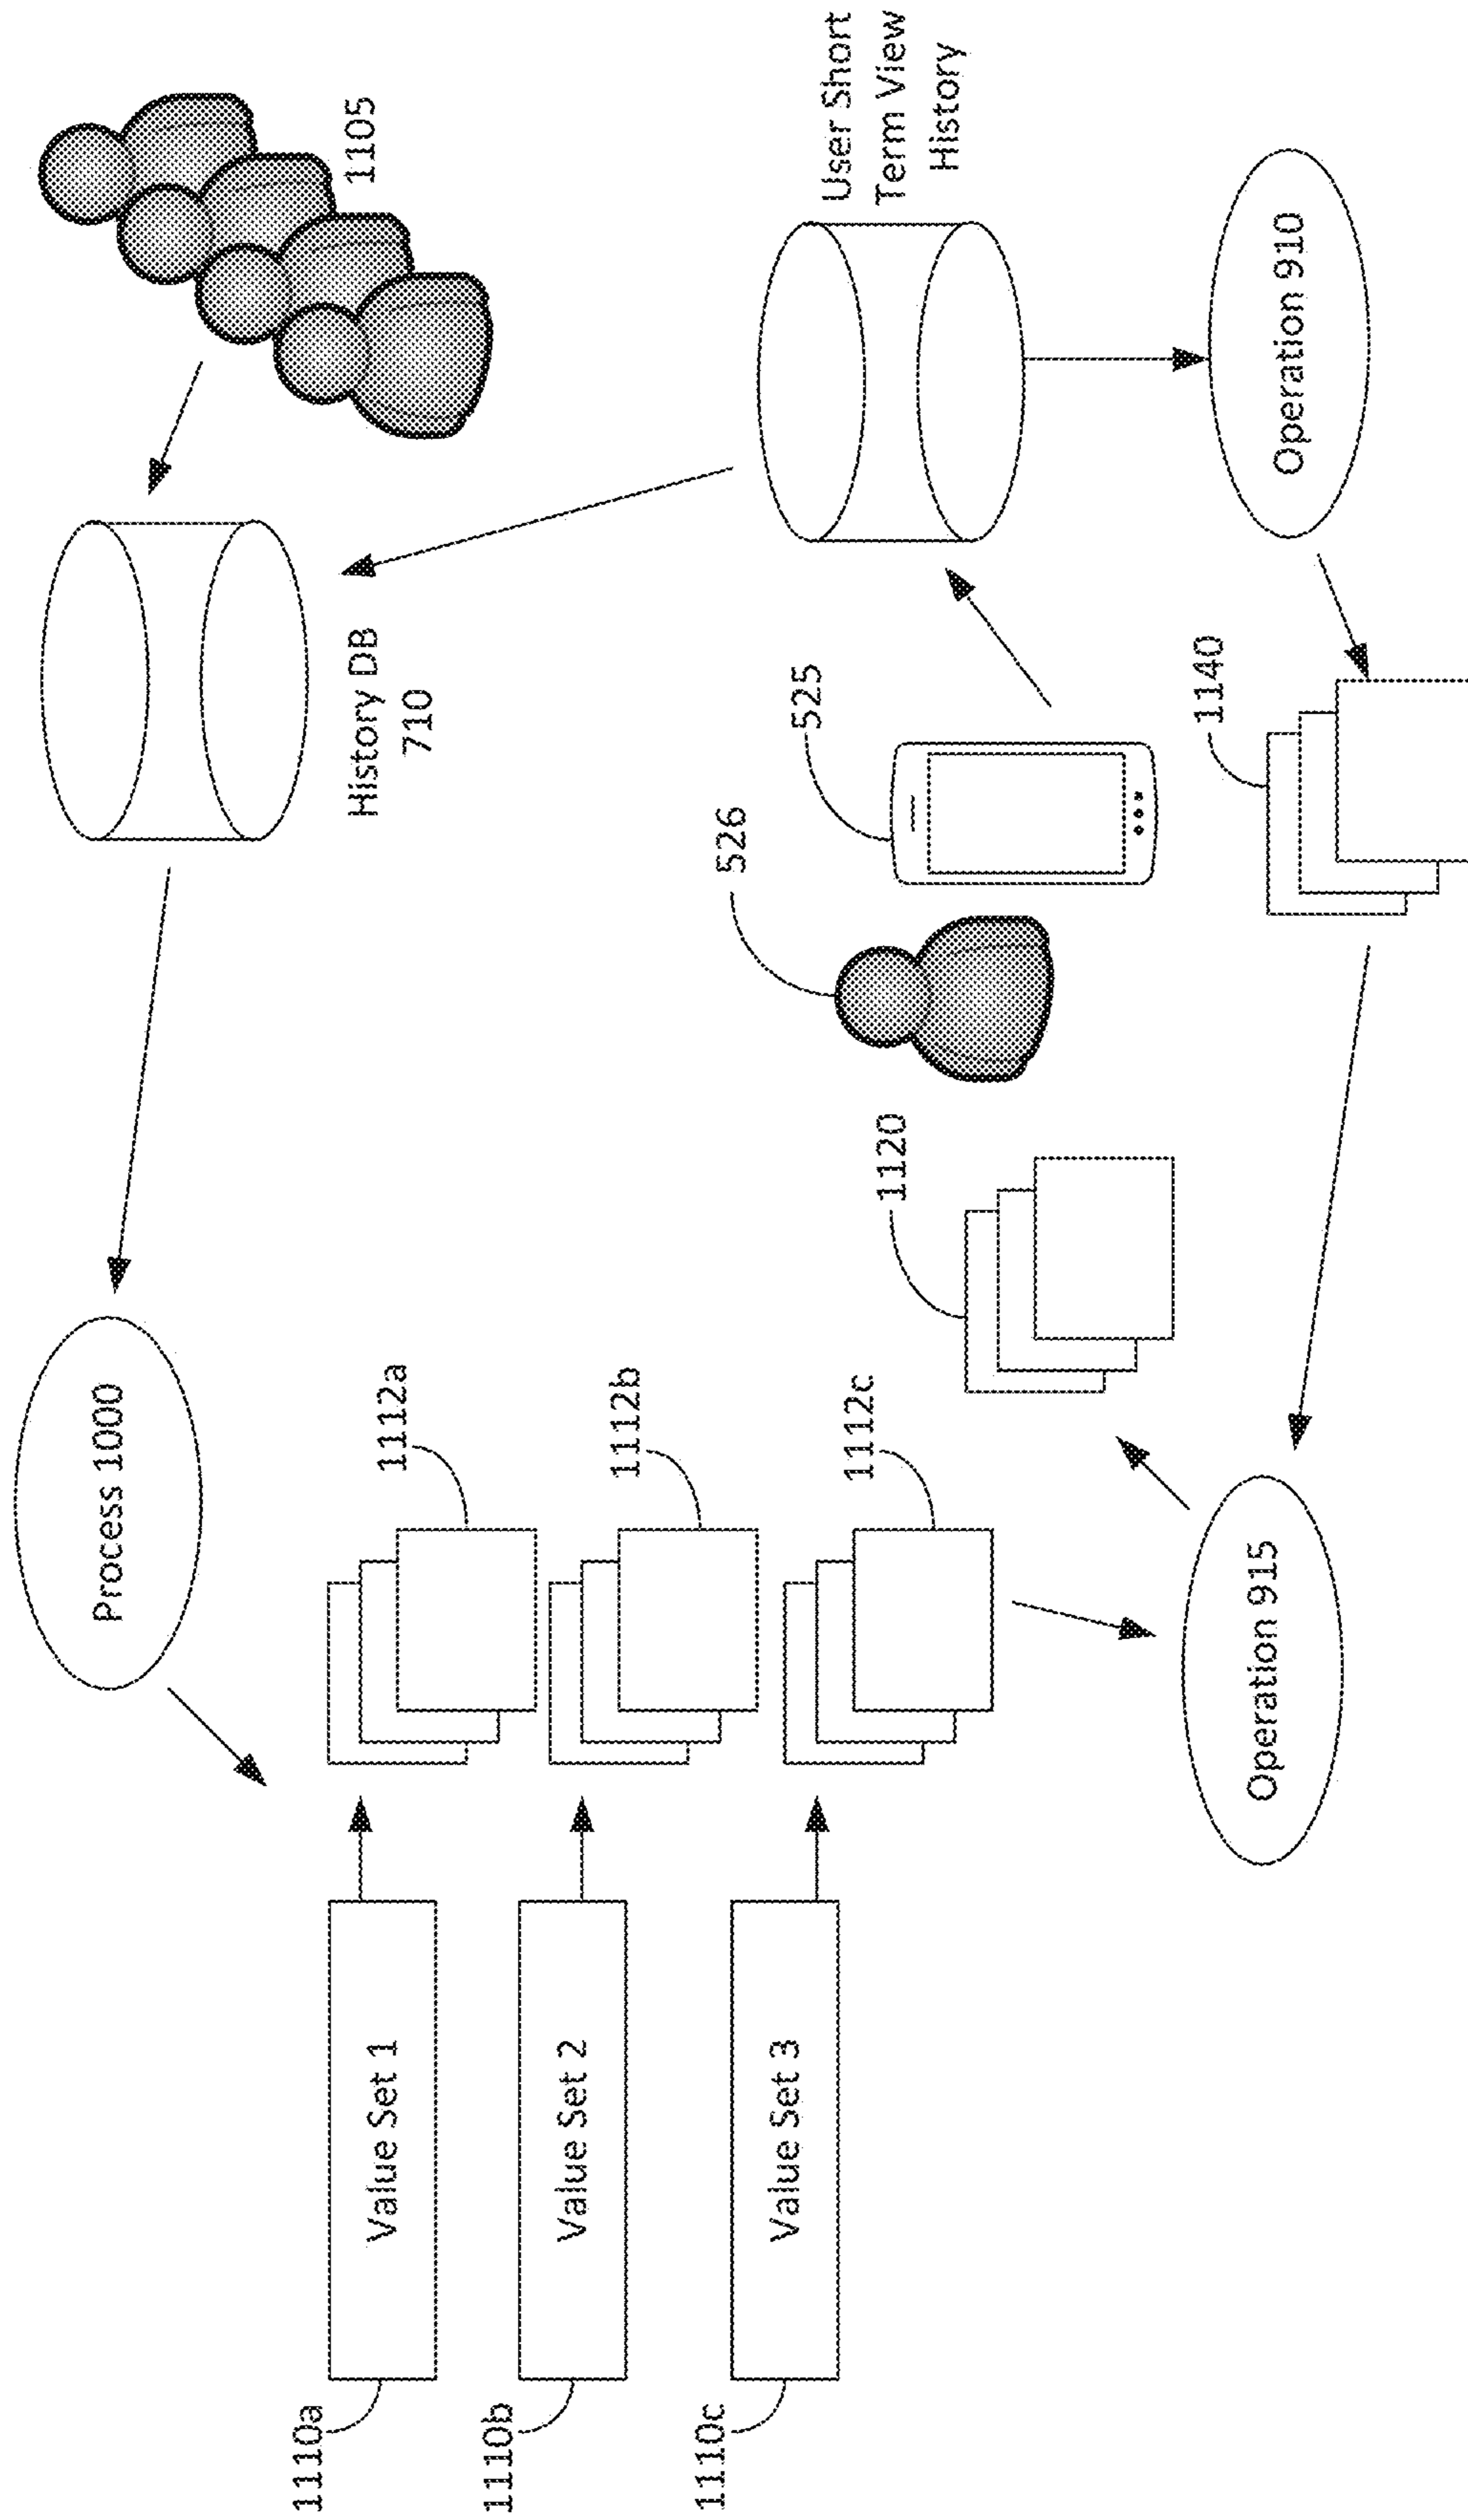 Process 1000
History DB
710
1105
1110a
Value Set 1
1112a
1110b
Value Set 2
1112b
1110c
Value Set 3
1112c
1120
526
525
User Short
Term View
History
1140
Operation 915
Operation 910